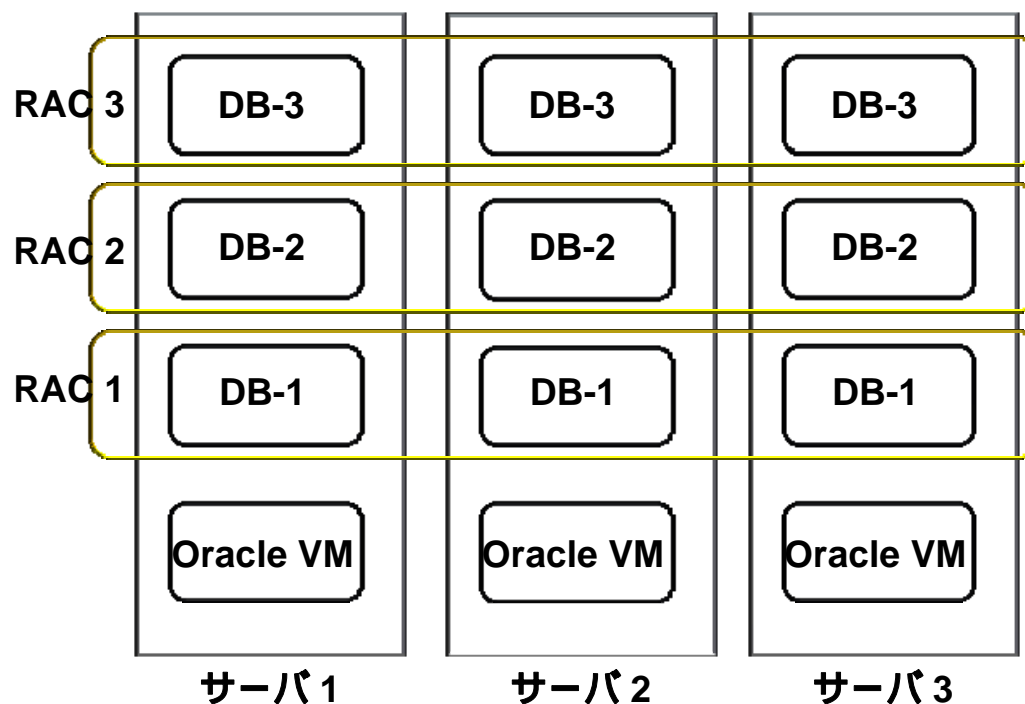 RAC 3 DB-3 DB-3 DB-3
RAC 2 DB-2 DB-2 DB-2
RAC 1 DB-1 DB-1 DB-1
Oracle VM Oracle VM Oracle VM
サーバ 1 サーバ 2 サーバ 3